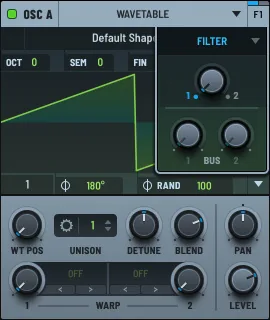 OSC A WAVETABLE F1
Default Shap
FILTER
OCT 0 SEM 0 FIN
1 2
1 BUS 2
1 180° RAND 100
1
WT POS UNISON DETUNE BLEND PAN
OFF OFF
< > < >
1 WARP 2 LEVEL